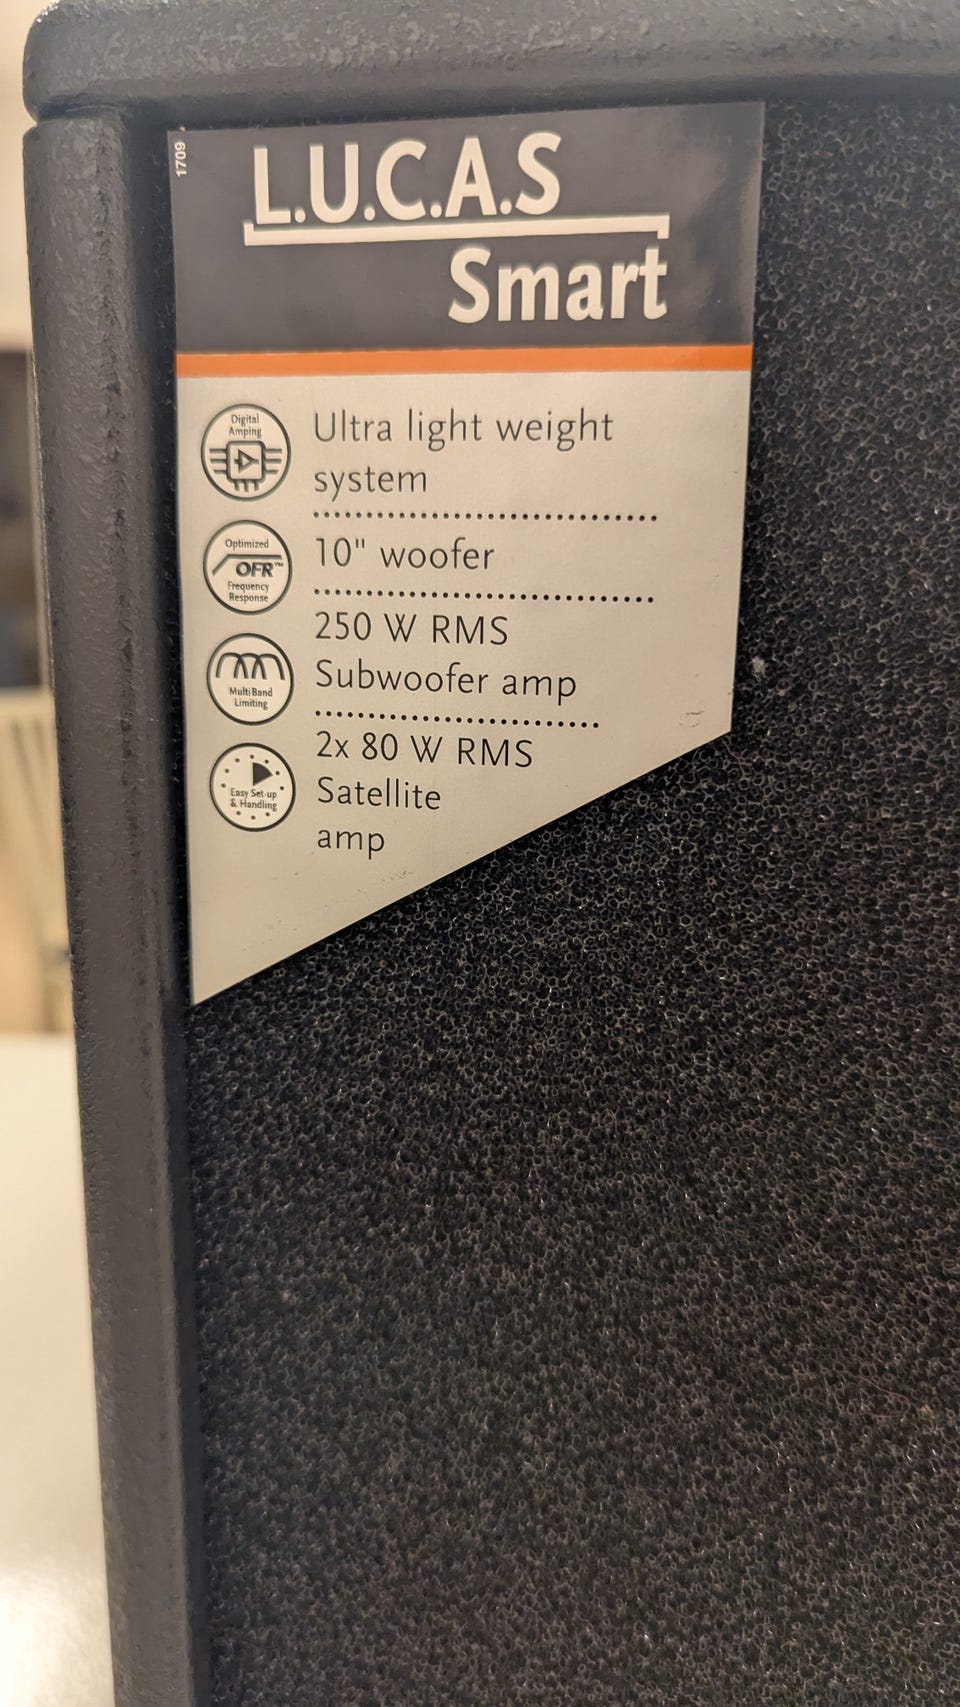 1709
L.U.C.A.S
Smart
Digital
Amping
Ultra light weight
system
Optimized
OFR™
Frequency
Response
10" woofer
Multi Band
Limiting
250 W RMS
Subwoofer amp
Easy Set-up
& Handling
2x 80 W RMS
Satellite
amp